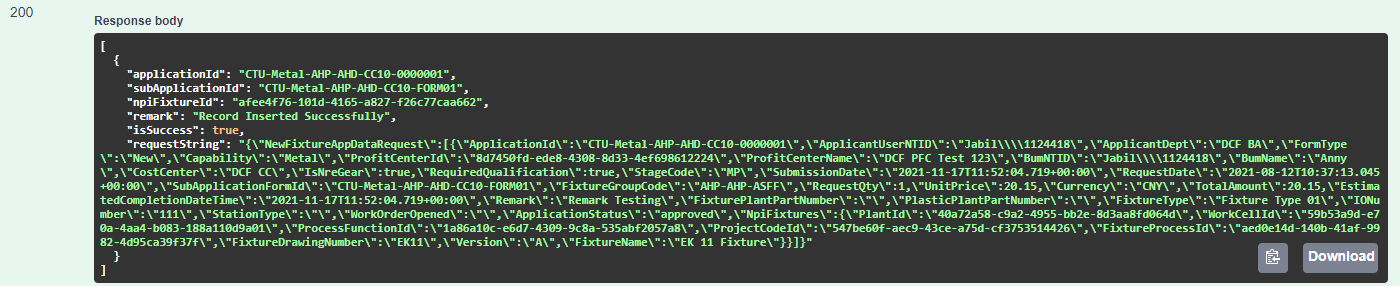 200
Response body
[
{
"applicationId": "CTU-Metal-AHP-AHD-CC10-0000001",
"subApplicationId": "CTU-Metal-AHP-AHD-CC10-FORM01",
"npiFixtureId": "afee4f76-101d-4165-a827-f26c77caa662",
"remark": "Record Inserted Successfully",
"isSuccess": true,
"requestString": "{\"NewFixtureAppDataRequest\":[{\"ApplicationId\":\"CTU-Metal-AHP-AHD-CC10-0000001\",\"ApplicantUserNTID\":\"Jabil\\\\1124418\",\"ApplicantDept\":\"DCF BA\",\"FormType
\":\"New\",\"Capability\":\"Metal\",\"ProfitCenterId\":\"8d7450fd-ede8-4308-8d33-4ef698612224\",\"ProfitCenterName\":\"DCF PFC Test 123\",\"BumNTID\":\"Jabil\\\\1124418\",\"BumName\":\"Anny
\",\"CostCenter\":\"DCF CC\",\"IsNreGear\":true,\"RequiredQualification\":true,\"StageCode\":\"MP\",\"SubmissionDate\":\"2021-11-17T11:52:04.719+00:00\",\"RequestDate\":\"2021-08-12T10:37:13.045
+00:00\",\"SubApplicationFormId\":\"CTU-Metal-AHP-AHD-CC10-FORM01\",\"FixtureGroupCode\":\"AHP-AHP-ASFF\",\"RequestQty\":1,\"UnitPrice\":20.15,\"Currency\":\"CNY\",\"TotalAmount\":20.15,\"Estima
tedCompletionDateTime\":\"2021-11-17T11:52:04.719+00:00\",\"Remark\":\"Remark Testing\",\"FixturePlantPartNumber\":\"\",\"PlasticPlantPartNumber\":\"\",\"FixtureType\":\"Fixture Type 01\",\"IONu
mber\":\"111\",\"StationType\":\"\",\"WorkOrderOpened\":\"\",\"ApplicationStatus\":\"approved\",\"NpiFixtures\":{\"PlantId\":\"40a72a58-c9a2-4955-bb2e-8d3aa8fd064d\",\"WorkCellId\":\"59b53a9d-e7
0a-4aa4-b083-188a110d9a01\",\"ProcessFunctionId\":\"1a86a10c-e6d7-4309-9c8a-535abf2057a8\",\"ProjectCodeId\":\"547be60f-aec9-43ce-a75d-cf3753514426\",\"FixtureProcessId\":\"aed0e14d-140b-41af-99
82-4d95ca39f37f\",\"FixtureDrawingNumber\":\"EK11\",\"Version\":\"A\",\"FixtureName\":\"EK 11 Fixture\"}}]}"
}
]
Download